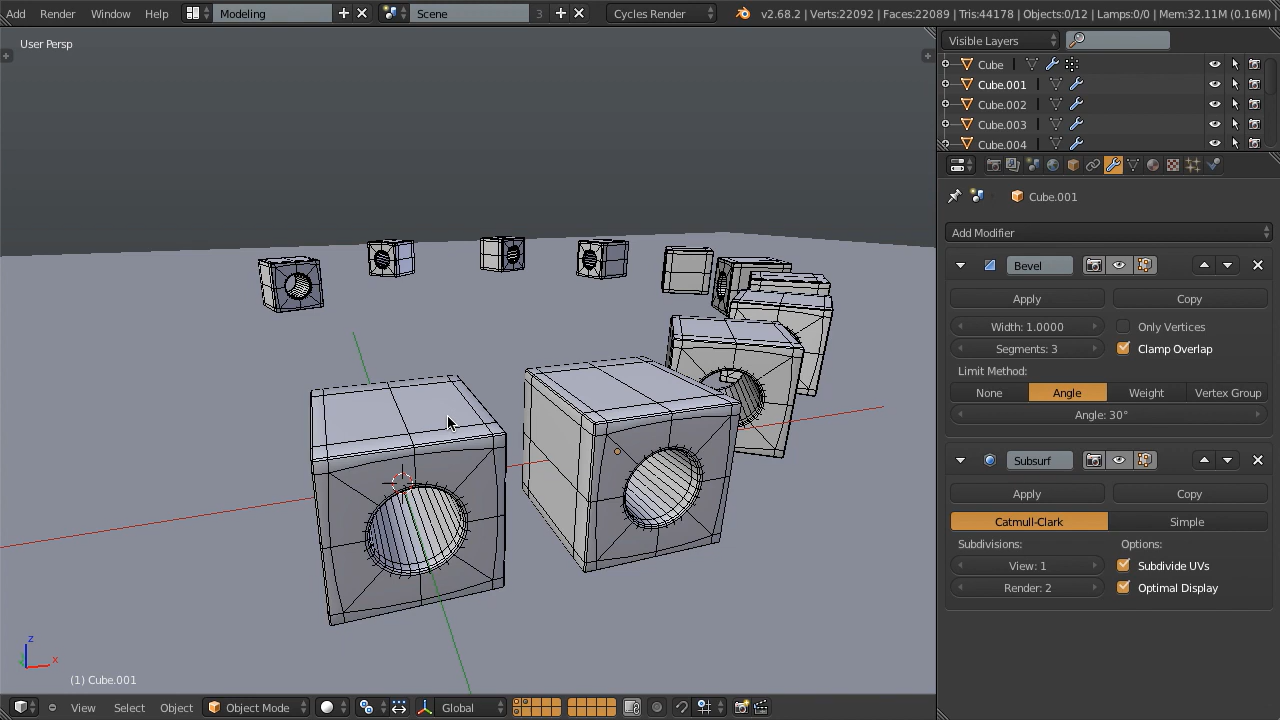 Add Render Window Help Modeling Scene 3 Cycles Render v2.68.2 | Verts:22092 | Faces:22089 | Tris:44178 | Objects:0/12 | Lamps:0/0 | Mem:32.11M (0.16M) |
User Persp
Visible Layers
Cube
Cube.001
Cube.002
Cube.003
Cube.004
Cube.001
Add Modifier
Bevel
Apply Copy
Width: 1.0000 Only Vertices
Segments: 3 Clamp Overlap
Limit Method:
None Angle Weight Vertex Group
Angle: 30°
Subsurf
Apply Copy
Catmull-Clark Simple
Subdivisions: Options:
View: 1 Subdivide UVs
Render: 2 Optimal Display
z
x
(1) Cube.001
View Select Object Object Mode Global